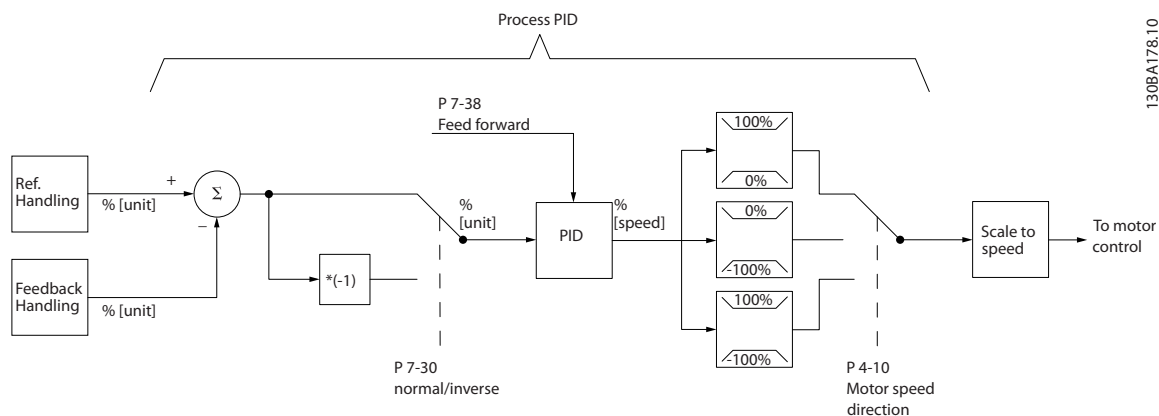 Process PID
130BA178.10
P 7-38
Feed forward
100%
0%
Ref.
Handling
+
% [unit]
Σ
−
%
[unit]
PID
%
[speed]
0%
-100%
Scale to
speed
To motor
control
Feedback
Handling
% [unit]
*(-1)
100%
-100%
P 7-30
normal/inverse
P 4-10
Motor speed
direction